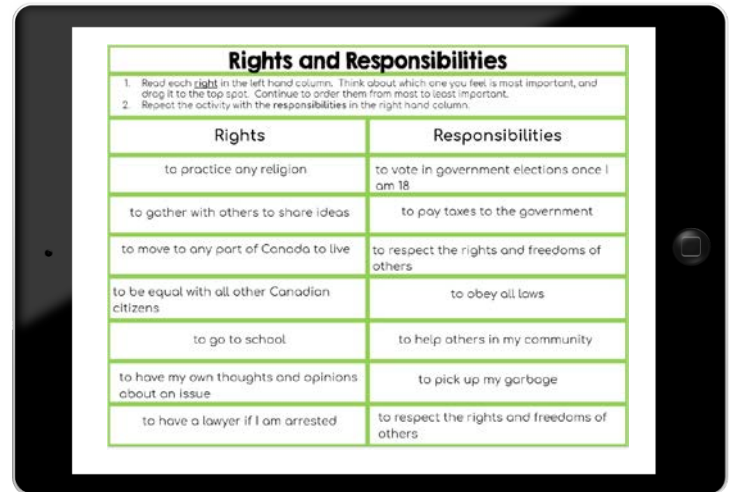 Rights and Responsibilities
1. Read each right in the left hand column. Think about which one you feel is most important, and
drag it to the top spot. Continue to order them from most to least important.
2. Repeat the activity with the responsibilities in the right hand column.
Rights Responsibilities
to practice any religion
to vote in government elections once I
am 18
to gather with others to share ideas
to pay taxes to the government
to move to any part of Canada to live
to respect the rights and freedoms of
others
to be equal with all other Canadian
citizens
to obey all laws
to go to school
to help others in my community
to have my own thoughts and opinions
about an issue
to pick up my garbage
to have a lawyer if I am arrested
to respect the rights and freedoms of
others